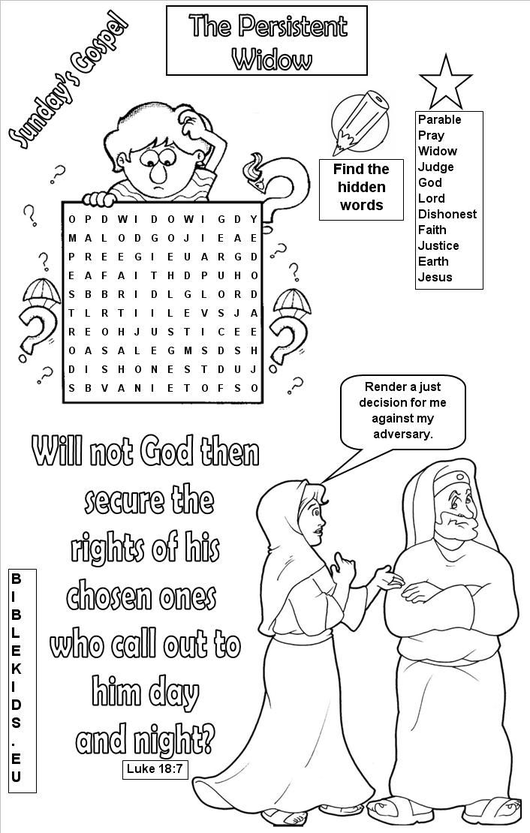 Sunday's Gospel
The Persistent
Widow
Find the
hidden
words
Parable
Pray
Widow
Judge
God
Lord
Dishonest
Faith
Justice
Earth
Jesus
O P D W I D O W I G D Y
M A L O D G O J I E A E
P R E E G I E U A R G D
E A F A I T H D P U H O
S B B R I D L G L O R D
T L R T I I L E V S J A
R E O H J U S T I C E E
O A S A L E G M S D S H
D I S H O N E S T D U J
S B V A N I E T O F S O
Render a just
decision for me
against my
adversary.
Will not God then
secure the
rights of his
chosen ones
who call out to
him day
and night?
Luke 18:7
BIBLEKIDS.EU